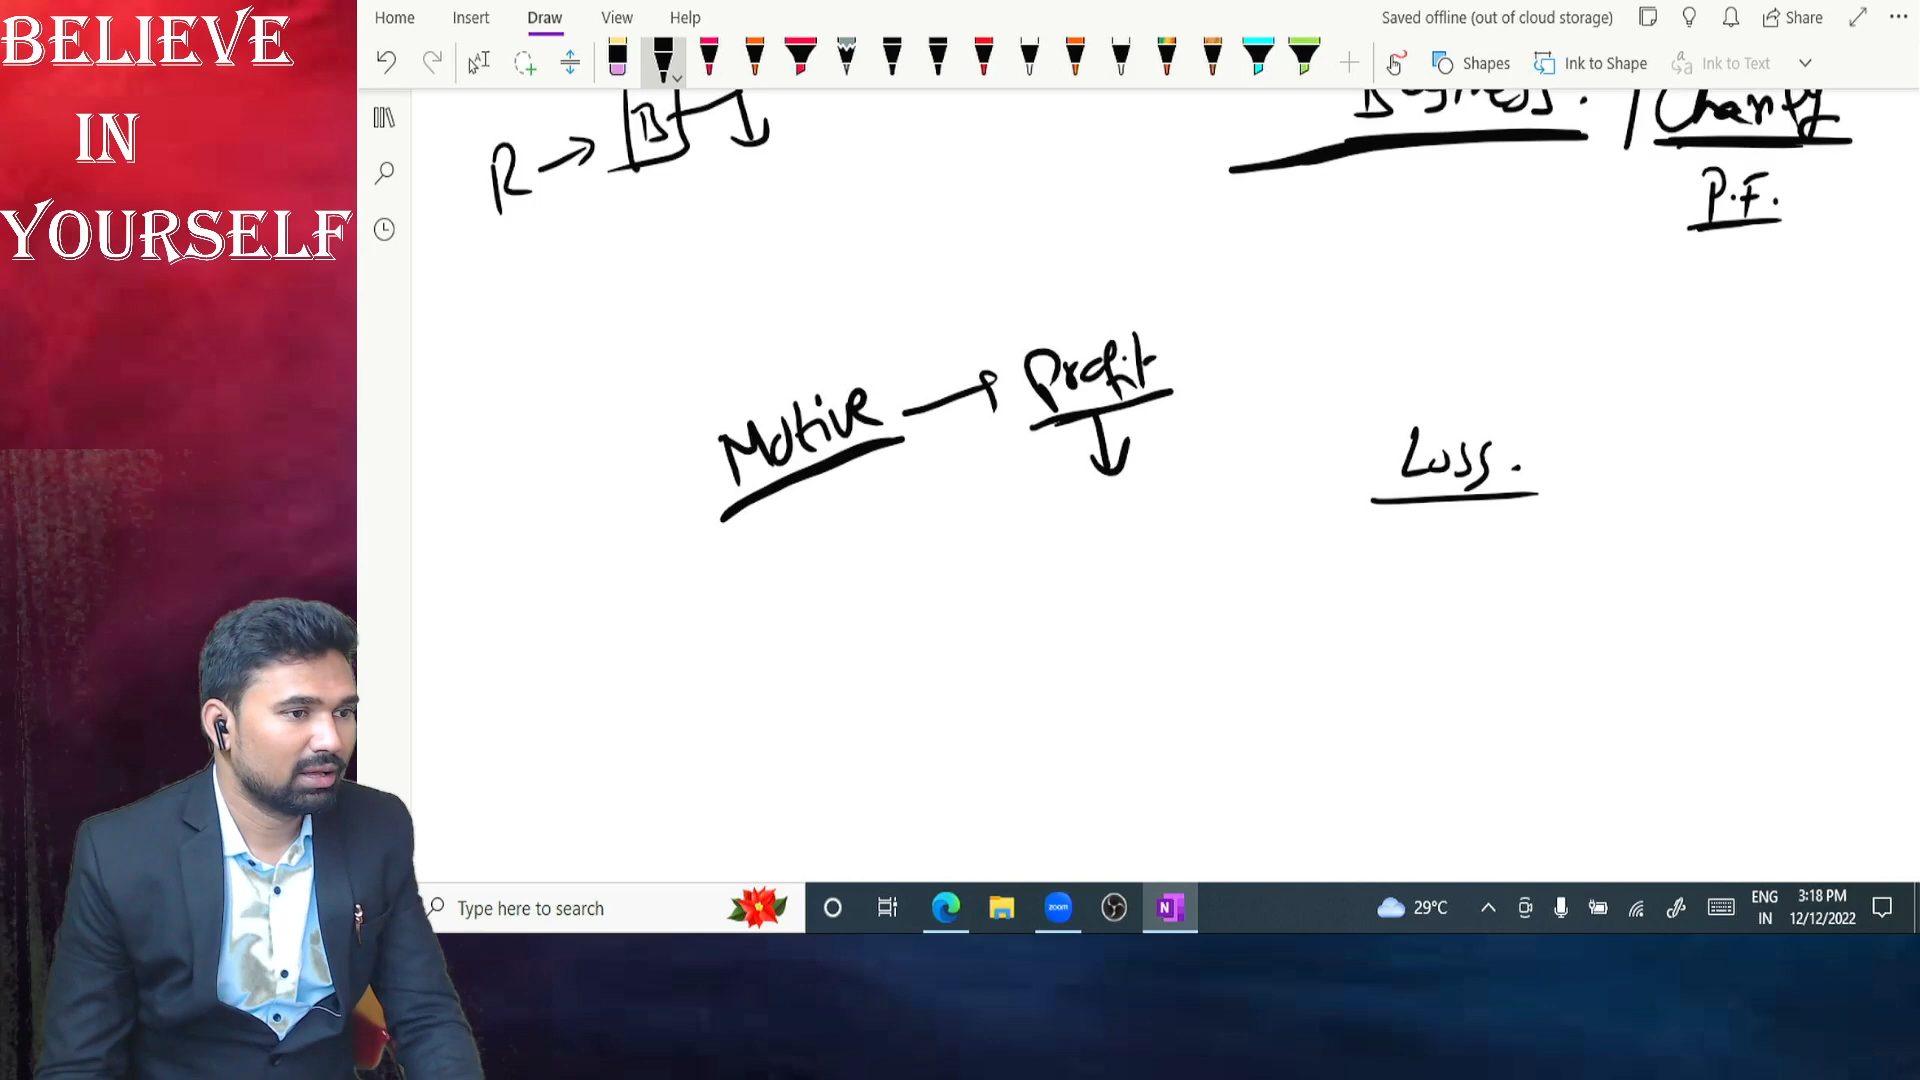 BELIEVE
IN
YOURSELF
Home Insert Draw View Help
Saved offline (out of cloud storage) Share
Shapes Ink to Shape Ink to Text
B
R →
Business. / Charity
P.F.
Motive → Profit
↓
Loss.
Type here to search
zoom
N
29°C
ENG
IN
3:18 PM
12/12/2022